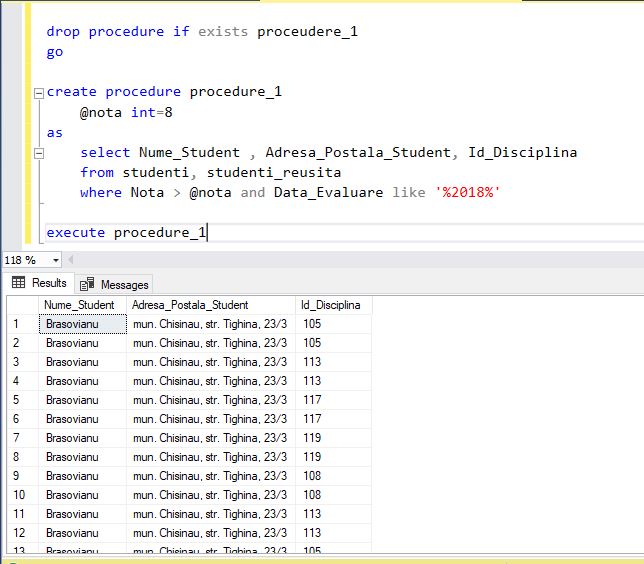 drop procedure if exists proceudere_1
go
create procedure procedure_1
@nota int=8
as
select Nume_Student , Adresa_Postala_Student, Id_Disciplina
from studenti, studenti_reusita
where Nota > @nota and Data_Evaluare like '%2018%'
execute procedure_1
118 %
Results Messages
Nume_Student Adresa_Postala_Student Id_Disciplina
1 Brasovianu mun. Chisinau, str. Tighina, 23/3 105
2 Brasovianu mun. Chisinau, str. Tighina, 23/3 105
3 Brasovianu mun. Chisinau, str. Tighina, 23/3 113
4 Brasovianu mun. Chisinau, str. Tighina, 23/3 113
5 Brasovianu mun. Chisinau, str. Tighina, 23/3 117
6 Brasovianu mun. Chisinau, str. Tighina, 23/3 117
7 Brasovianu mun. Chisinau, str. Tighina, 23/3 119
8 Brasovianu mun. Chisinau, str. Tighina, 23/3 119
9 Brasovianu mun. Chisinau, str. Tighina, 23/3 108
10 Brasovianu mun. Chisinau, str. Tighina, 23/3 108
11 Brasovianu mun. Chisinau, str. Tighina, 23/3 113
12 Brasovianu mun. Chisinau, str. Tighina, 23/3 113
13 Brasovianu mun. Chisinau, str. Tighina, 23/3 105